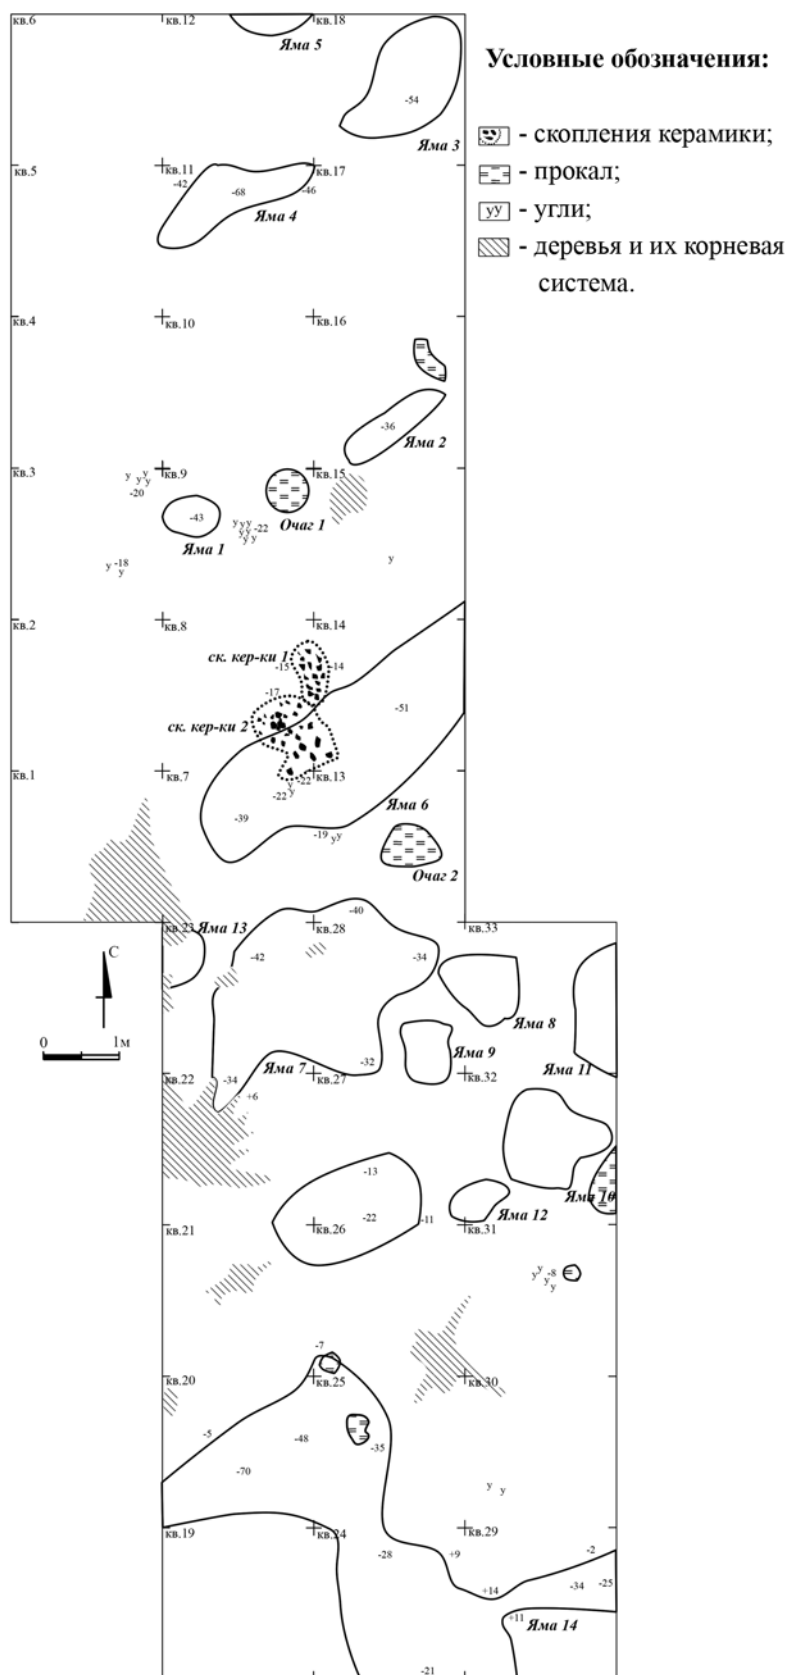 кв.6 кв.12 кв.18
Яма 5
Условные обозначения:
-54
- скопления керамики;
Яма 3
кв.5 кв.11 кв.17
- прокал;
-42 -68 -46
уу - угли;
Яма 4
- деревья и их корневая
система.
кв.4 кв.10 кв.16
-36
Яма 2
кв.3 кв.9 кв.15
у у у у
-20
-43
у у у у у у у -22
Очаг 1
Яма 1
у -18
у
у
кв.2 кв.8 кв.14
ск. кер-ки 1
-15 -14
-17
-51
ск. кер-ки 2
кв.1 кв.7 кв.13
-22
у
-22 у
Яма 6
-39
-19 у у
Очаг 2
-40
кв.23 Яма 13 кв.28 кв.33
С
-42 -34
Яма 8
0 1м
Яма 9
-32
Яма 7
Яма 11
кв.22 кв.27 кв.32
-34
+6
-13
Яма 10
-22 -11
Яма 12
кв.21 кв.26 кв.31
у у -8
у
у
-7
кв.20 кв.25 кв.30
-5
-48
-35
-70
у у
кв.19 кв.24 кв.29
-28 +9 -2
+14 -34 -25
+11
Яма 14
-21